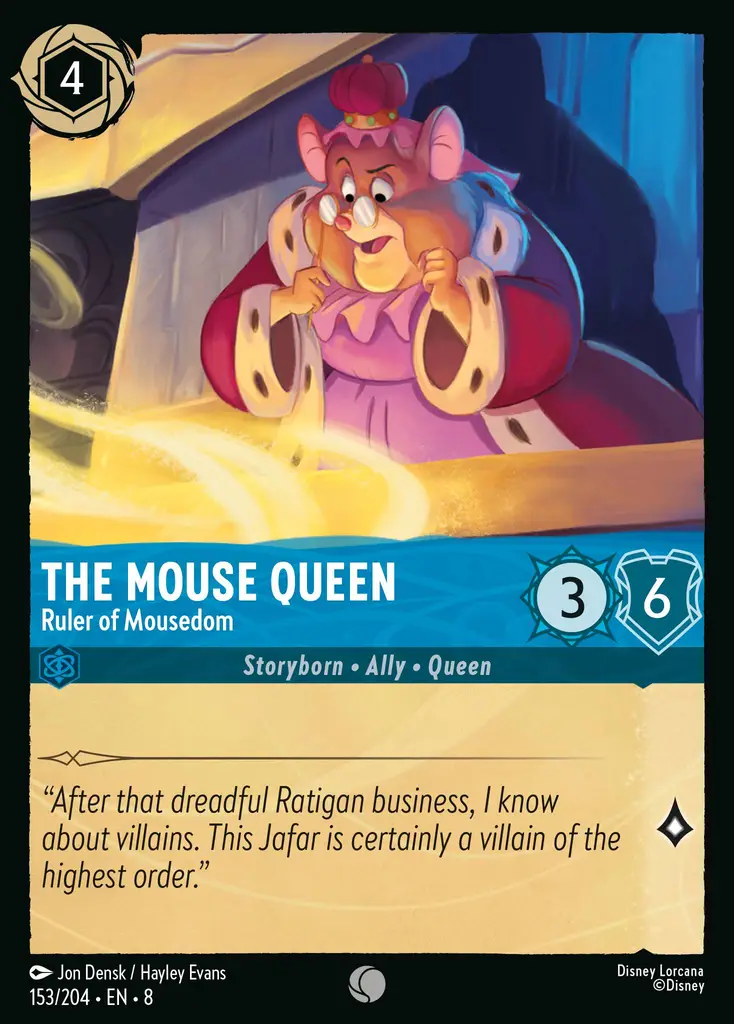 4
THE MOUSE QUEEN
Ruler of Mousedom
3
6
Storyborn • Ally • Queen
“After that dreadful Ratigan business, I know
about villains. This Jafar is certainly a villain of the
highest order.”
Jon Densk / Hayley Evans
153/204 • EN • 8
Disney Lorcana
©Disney